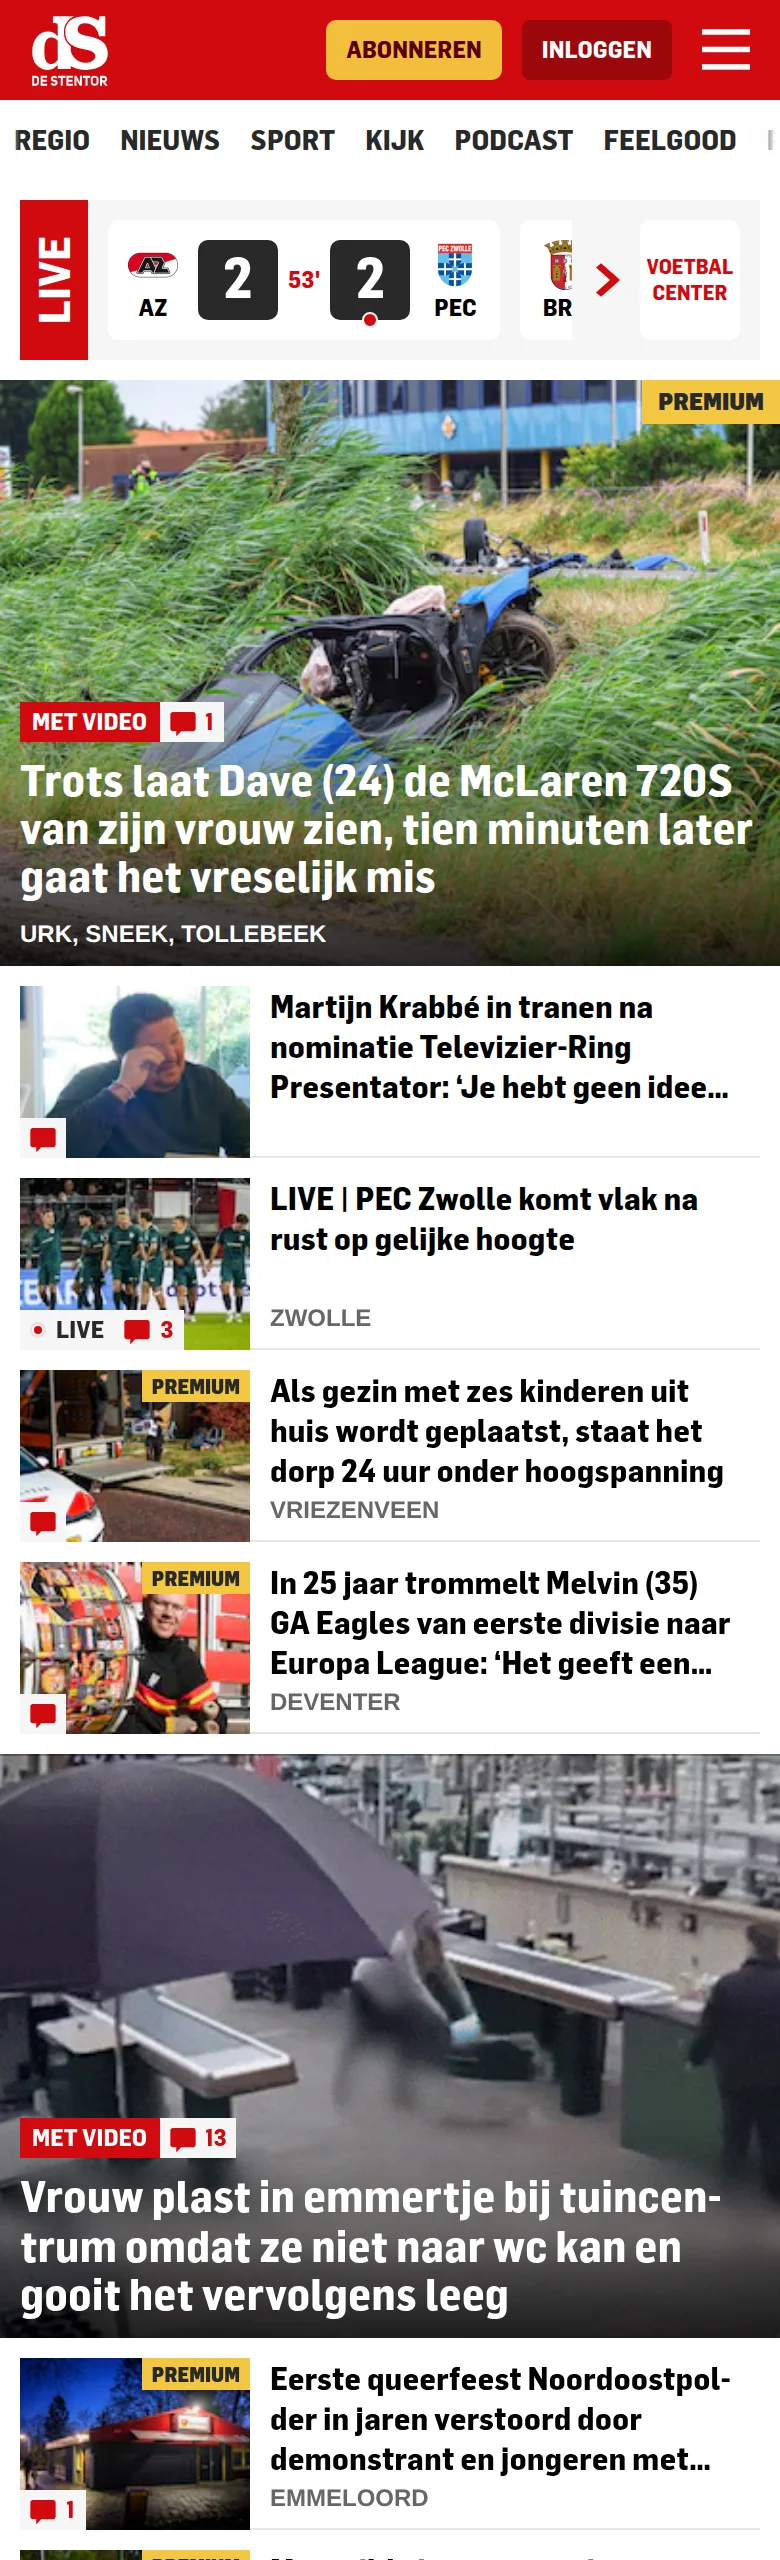 dS
DE STENTOR
ABONNEREN
INLOGGEN
REGIO NIEUWS SPORT KIJK PODCAST FEELGOOD
LIVE
AZ
2
53'
2
PEC ZWOLLE
PEC
BR
VOETBAL
CENTER
PREMIUM
MET VIDEO 1
Trots laat Dave (24) de McLaren 720S
van zijn vrouw zien, tien minuten later
gaat het vreselijk mis
URK, SNEEK, TOLLEBEEK
Martijn Krabbé in tranen na
nominatie Televizier-Ring
Presentator: ‘Je hebt geen idee...
LIVE | PEC Zwolle komt vlak na
rust op gelijke hoogte
LIVE 3
ZWOLLE
PREMIUM
Als gezin met zes kinderen uit
huis wordt geplaatst, staat het
dorp 24 uur onder hoogspanning
VRIEZENVEEN
PREMIUM
In 25 jaar trommelt Melvin (35)
GA Eagles van eerste divisie naar
Europa League: ‘Het geeft een...
DEVENTER
MET VIDEO 13
Vrouw plast in emmertje bij tuincen-
trum omdat ze niet naar wc kan en
gooit het vervolgens leeg
PREMIUM
Eerste queerfeest Noordoostpol-
der in jaren verstoord door
demonstrant en jongeren met...
1
EMMELOORD